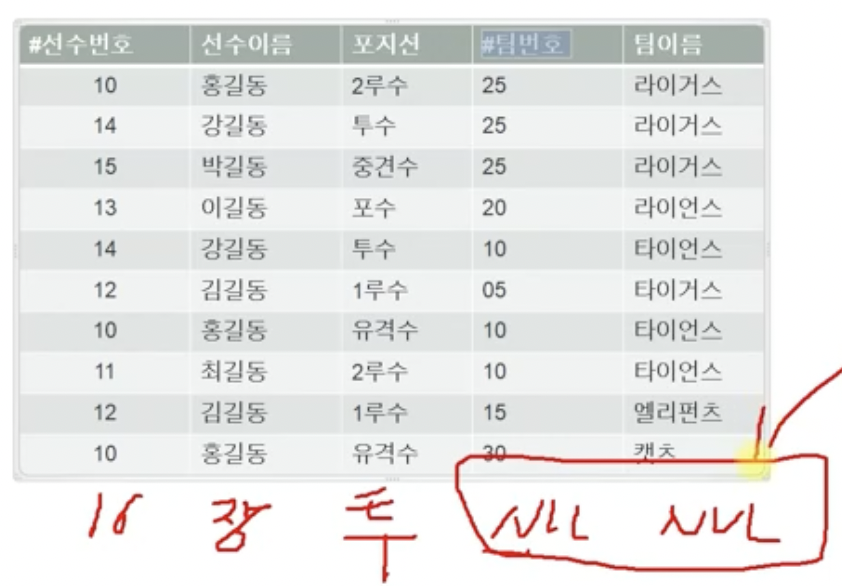 #선수번호 선수이름 포지션 #팀번호 팀이름
10 홍길동 2루수 25 라이거스
14 강길동 투수 25 라이거스
15 박길동 중견수 25 라이거스
13 이길동 포수 20 라이언스
14 강길동 투수 10 타이언스
12 김길동 1루수 05 타이거스
10 홍길동 유격수 10 타이언스
11 최길동 2루수 10 타이언스
12 김길동 1루수 15 엘리펀츠
10 홍길동 유격수 30 캣츠
16 장 투 NLL NUL